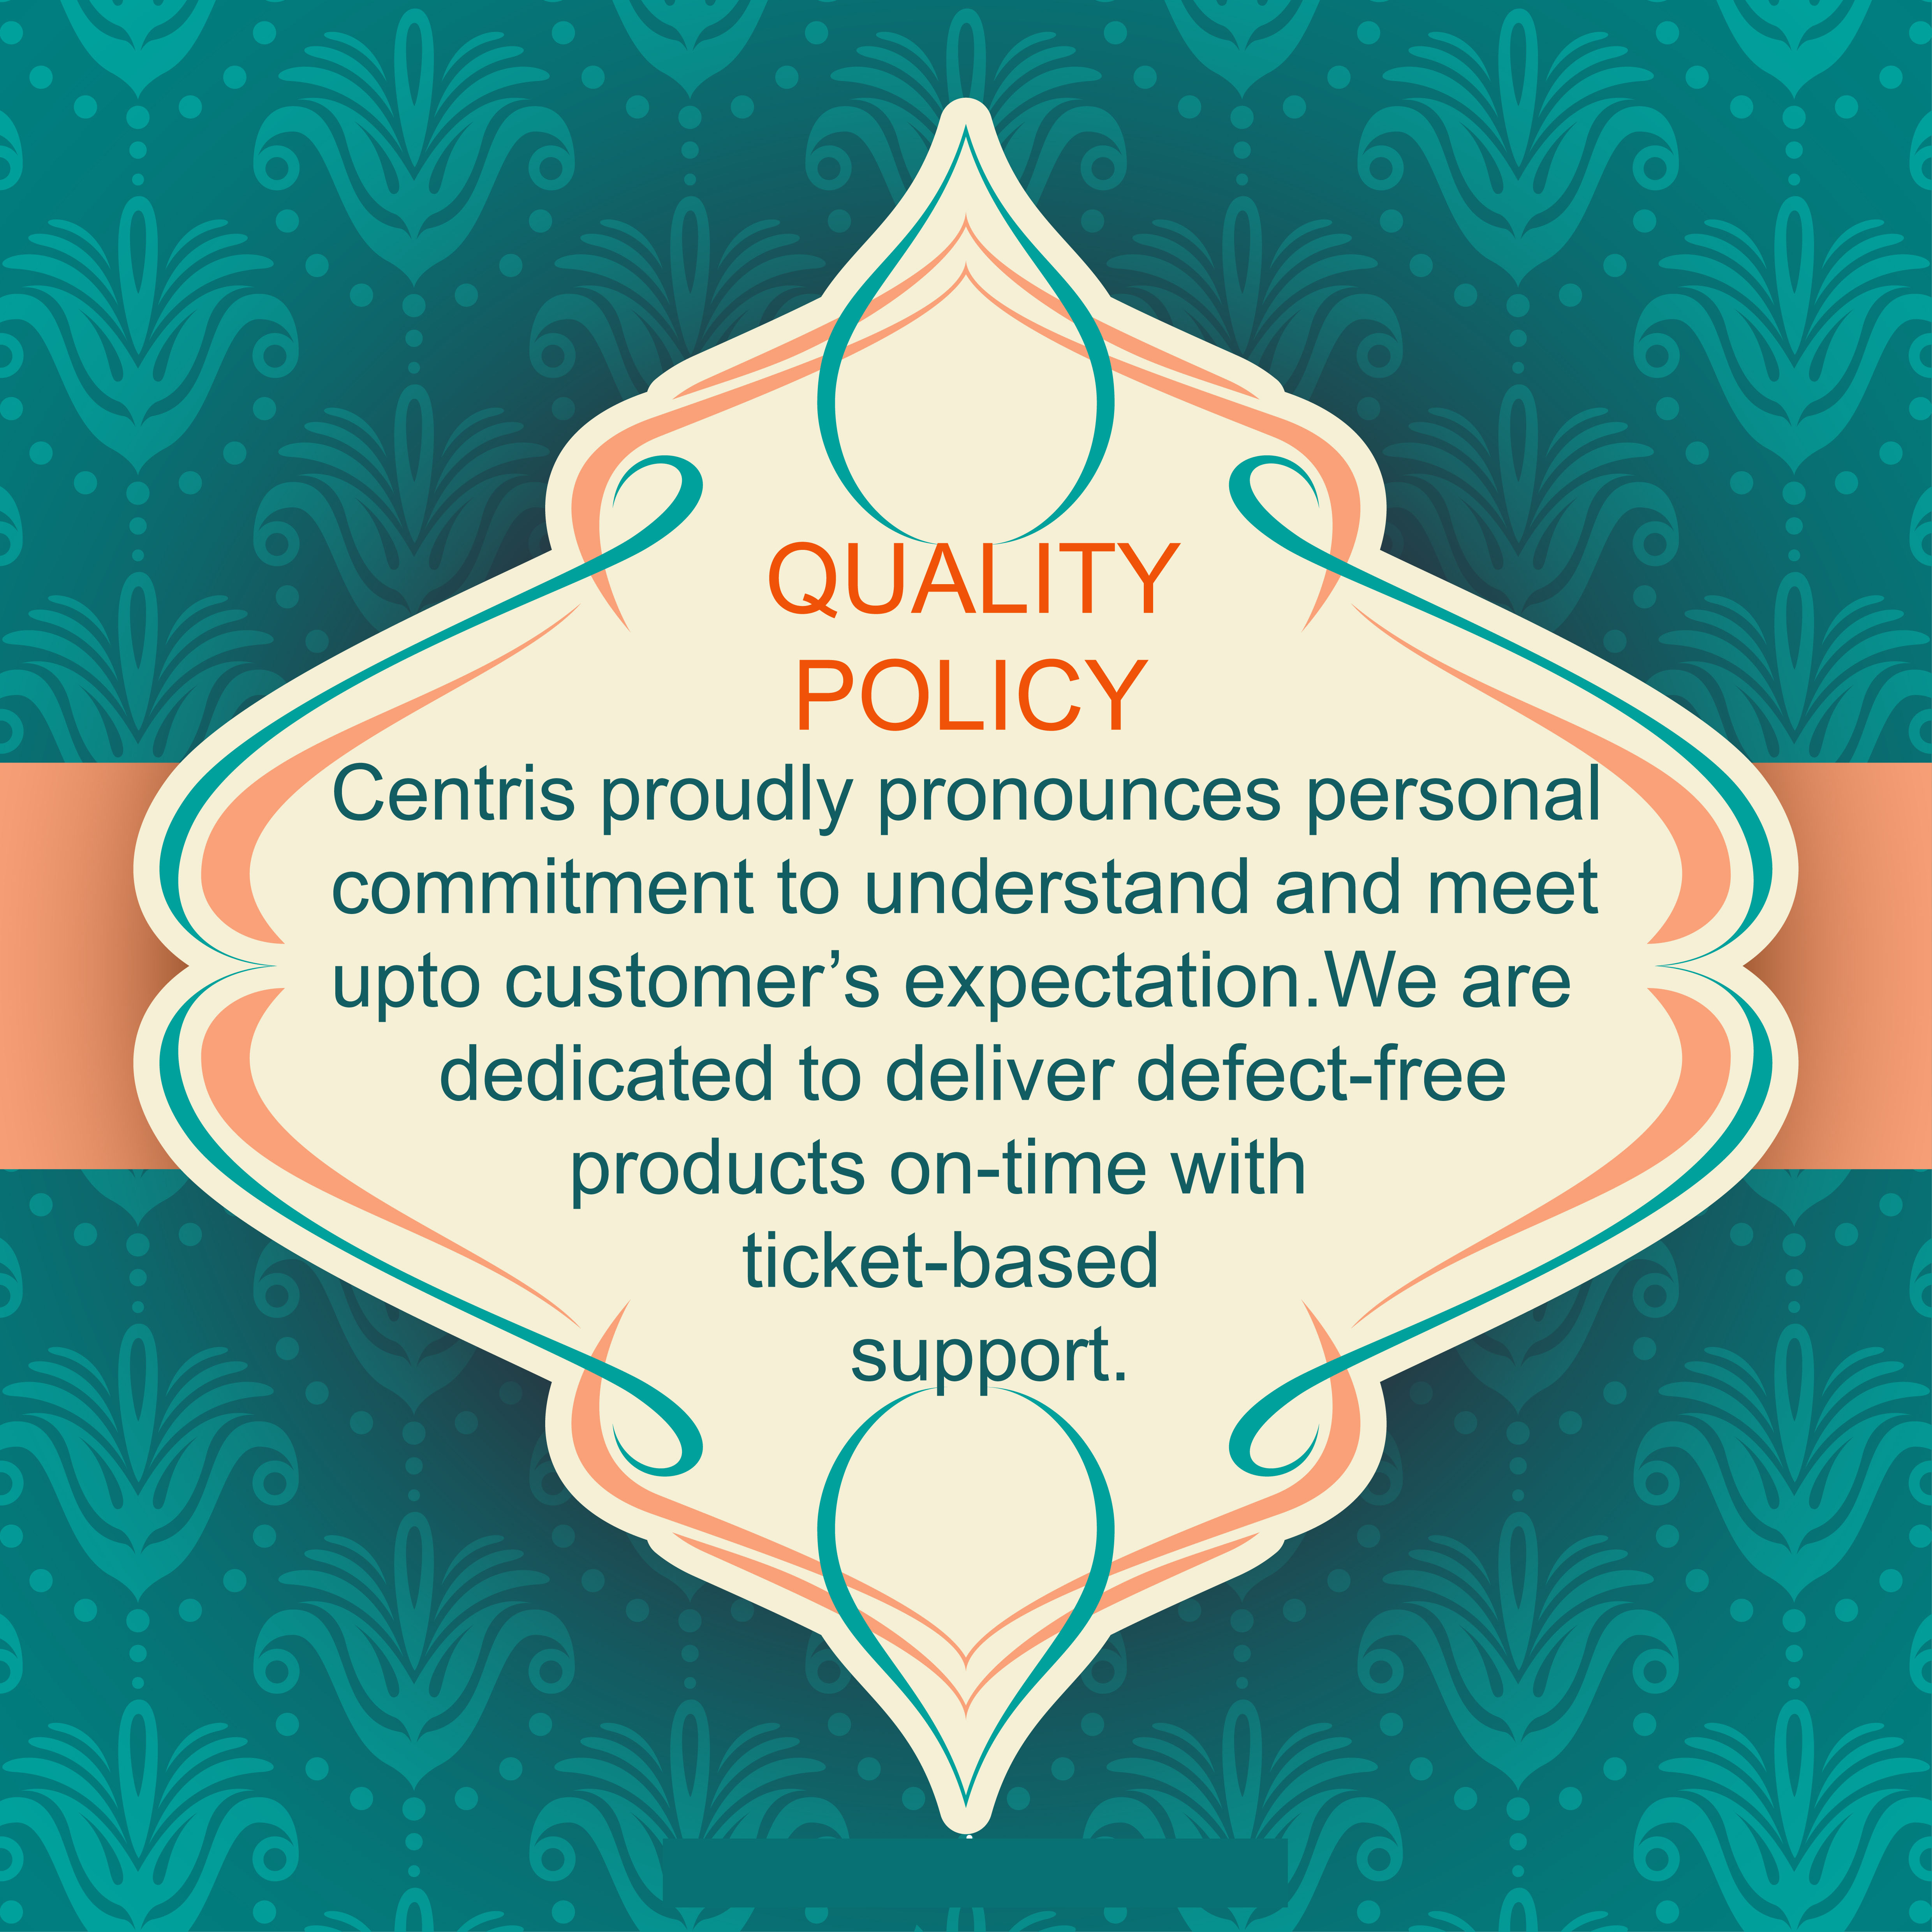 QUALITY
POLICY
Centris proudly pronounces personal
commitment to understand and meet
upto customer’s expectation.We are
dedicated to deliver defect-free
products on-time with
ticket-based
support.